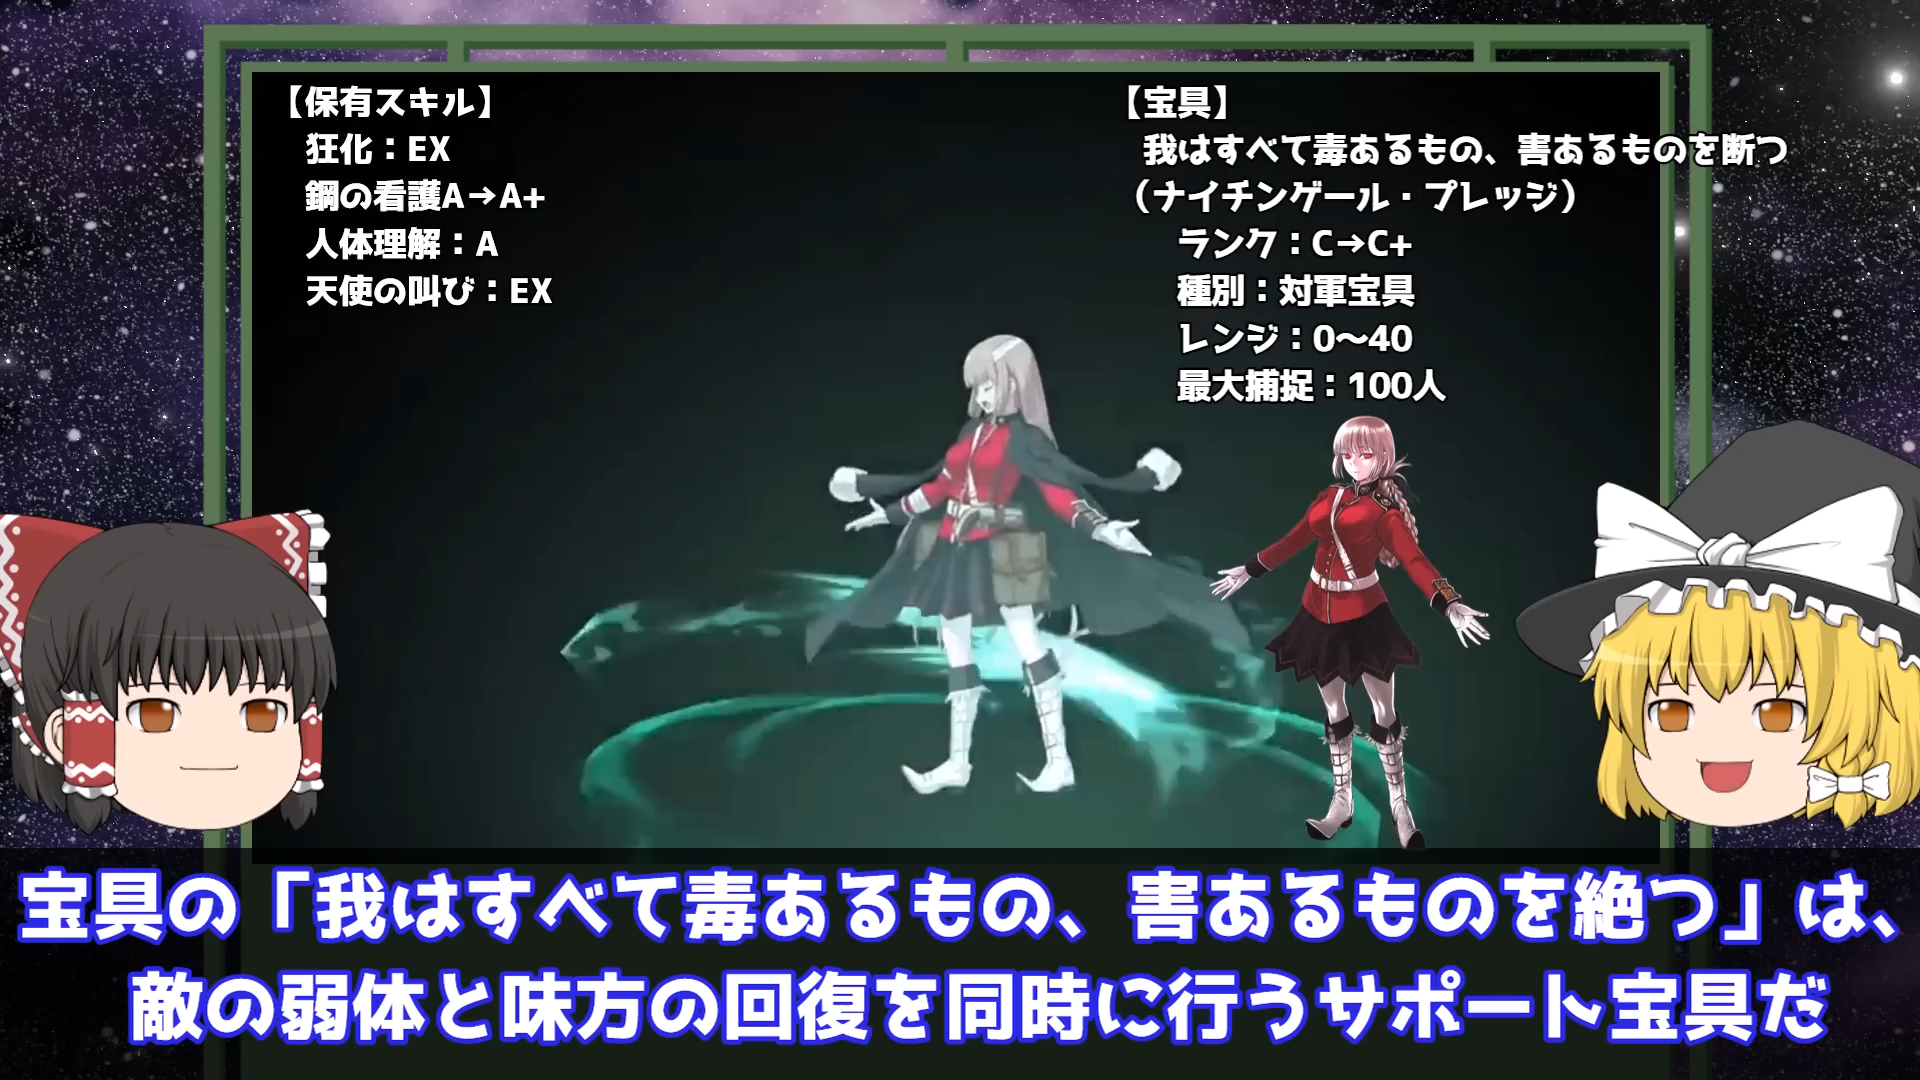 【保有スキル】
狂化：EX
鋼の看護A→A+
人体理解：A
天使の叫び：EX
【宝具】
我はすべて毒あるもの、害あるものを断つ
（ナイチンゲール・プレッジ）
ランク：C→C+
種別：対軍宝具
レンジ：0〜40
最大捕捉：100人
宝具の「我はすべて毒あるもの、害あるものを絶つ」は、
敵の弱体と味方の回復を同時に行うサポート宝具だ